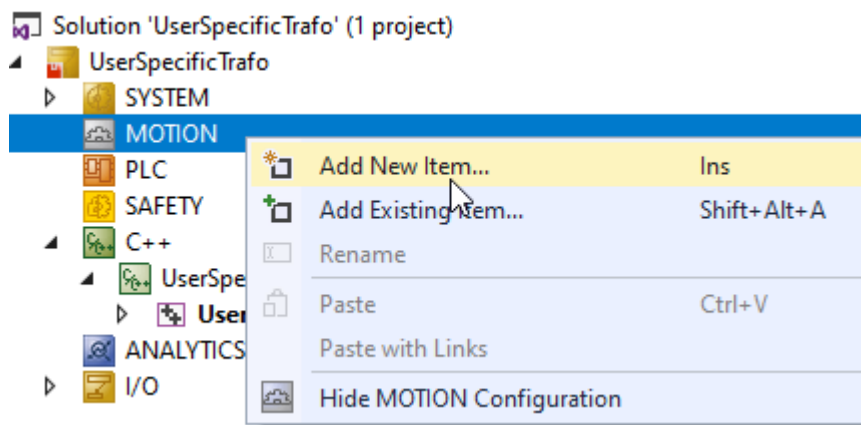 Solution 'UserSpecificTrafo' (1 project)
UserSpecificTrafo
SYSTEM
MOTION
Add New Item... Ins
PLC
SAFETY
Add Existing Item... Shift+Alt+A
C++
Rename
UserSpe
Paste Ctrl+V
User
ANALYTICS
Paste with Links
I/O
Hide MOTION Configuration